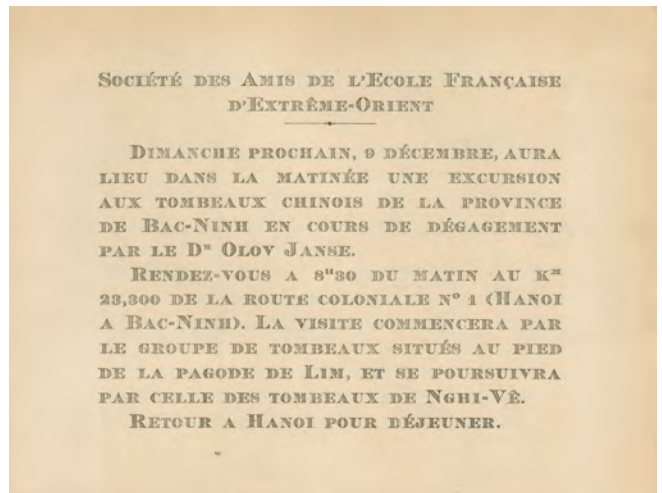 Société des Amis de l'Ecole Française
d'Extrême-Orient
Dimanche prochain, 9 décembre, aura
lieu dans la matinée une excursion
aux tombeaux chinois de la province
de Bac-Ninh en cours de dégagement
par le Dr Olov Janse.
Rendez-vous a 8H30 du matin au Km
23,300 de la route coloniale No 1 (Hanoi
a Bac-Ninh). La visite commencera par
le groupe de tombeaux situés au pied
de la pagode de Lim, et se poursuivra
par celle des tombeaux de Nghi-Vê.
Retour a Hanoi pour déjeuner.